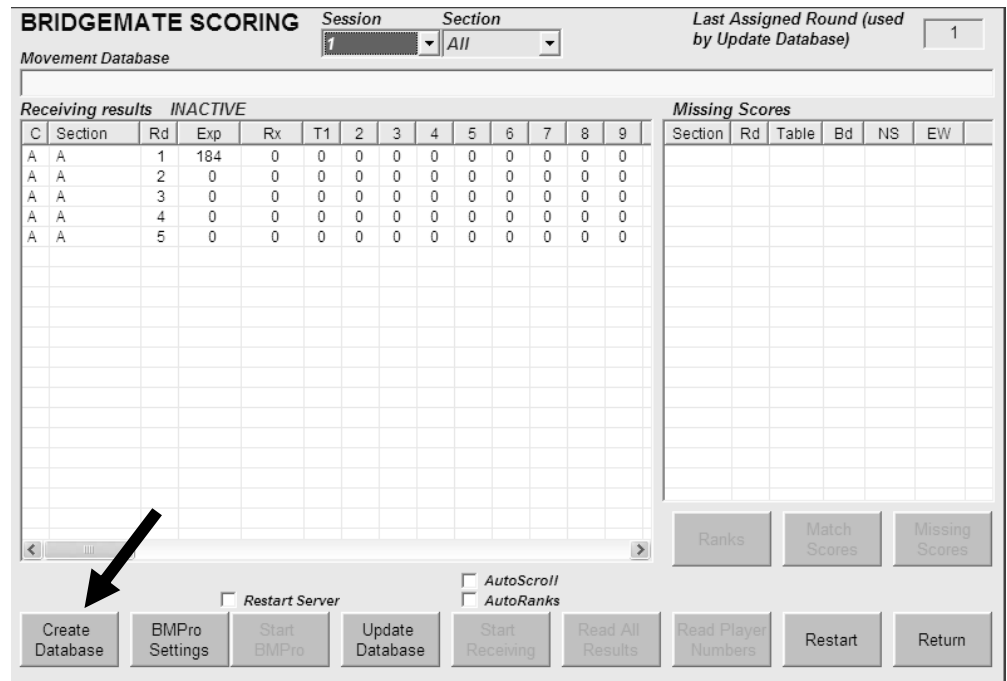 BRIDGEMATE SCORING
Session
Section
Last Assigned Round (used
by Update Database)
1
All
1
Movement Database
Receiving results INACTIVE
Missing Scores
C Section Rd Exp Rx T1 2 3 4 5 6 7 8 9
Section Rd Table Bd NS EW
A A 1 184 0 0 0 0 0 0 0 0 0 0
A A 2 0 0 0 0 0 0 0 0 0 0 0
A A 3 0 0 0 0 0 0 0 0 0 0 0
A A 4 0 0 0 0 0 0 0 0 0 0 0
A A 5 0 0 0 0 0 0 0 0 0 0 0
Ranks
Match
Scores
Missing
Scores
AutoScroll
Restart Server
AutoRanks
Create
Database
BMPro
Settings
Start
BMPro
Update
Database
Start
Receiving
Read All
Results
Read Player
Numbers
Restart
Return